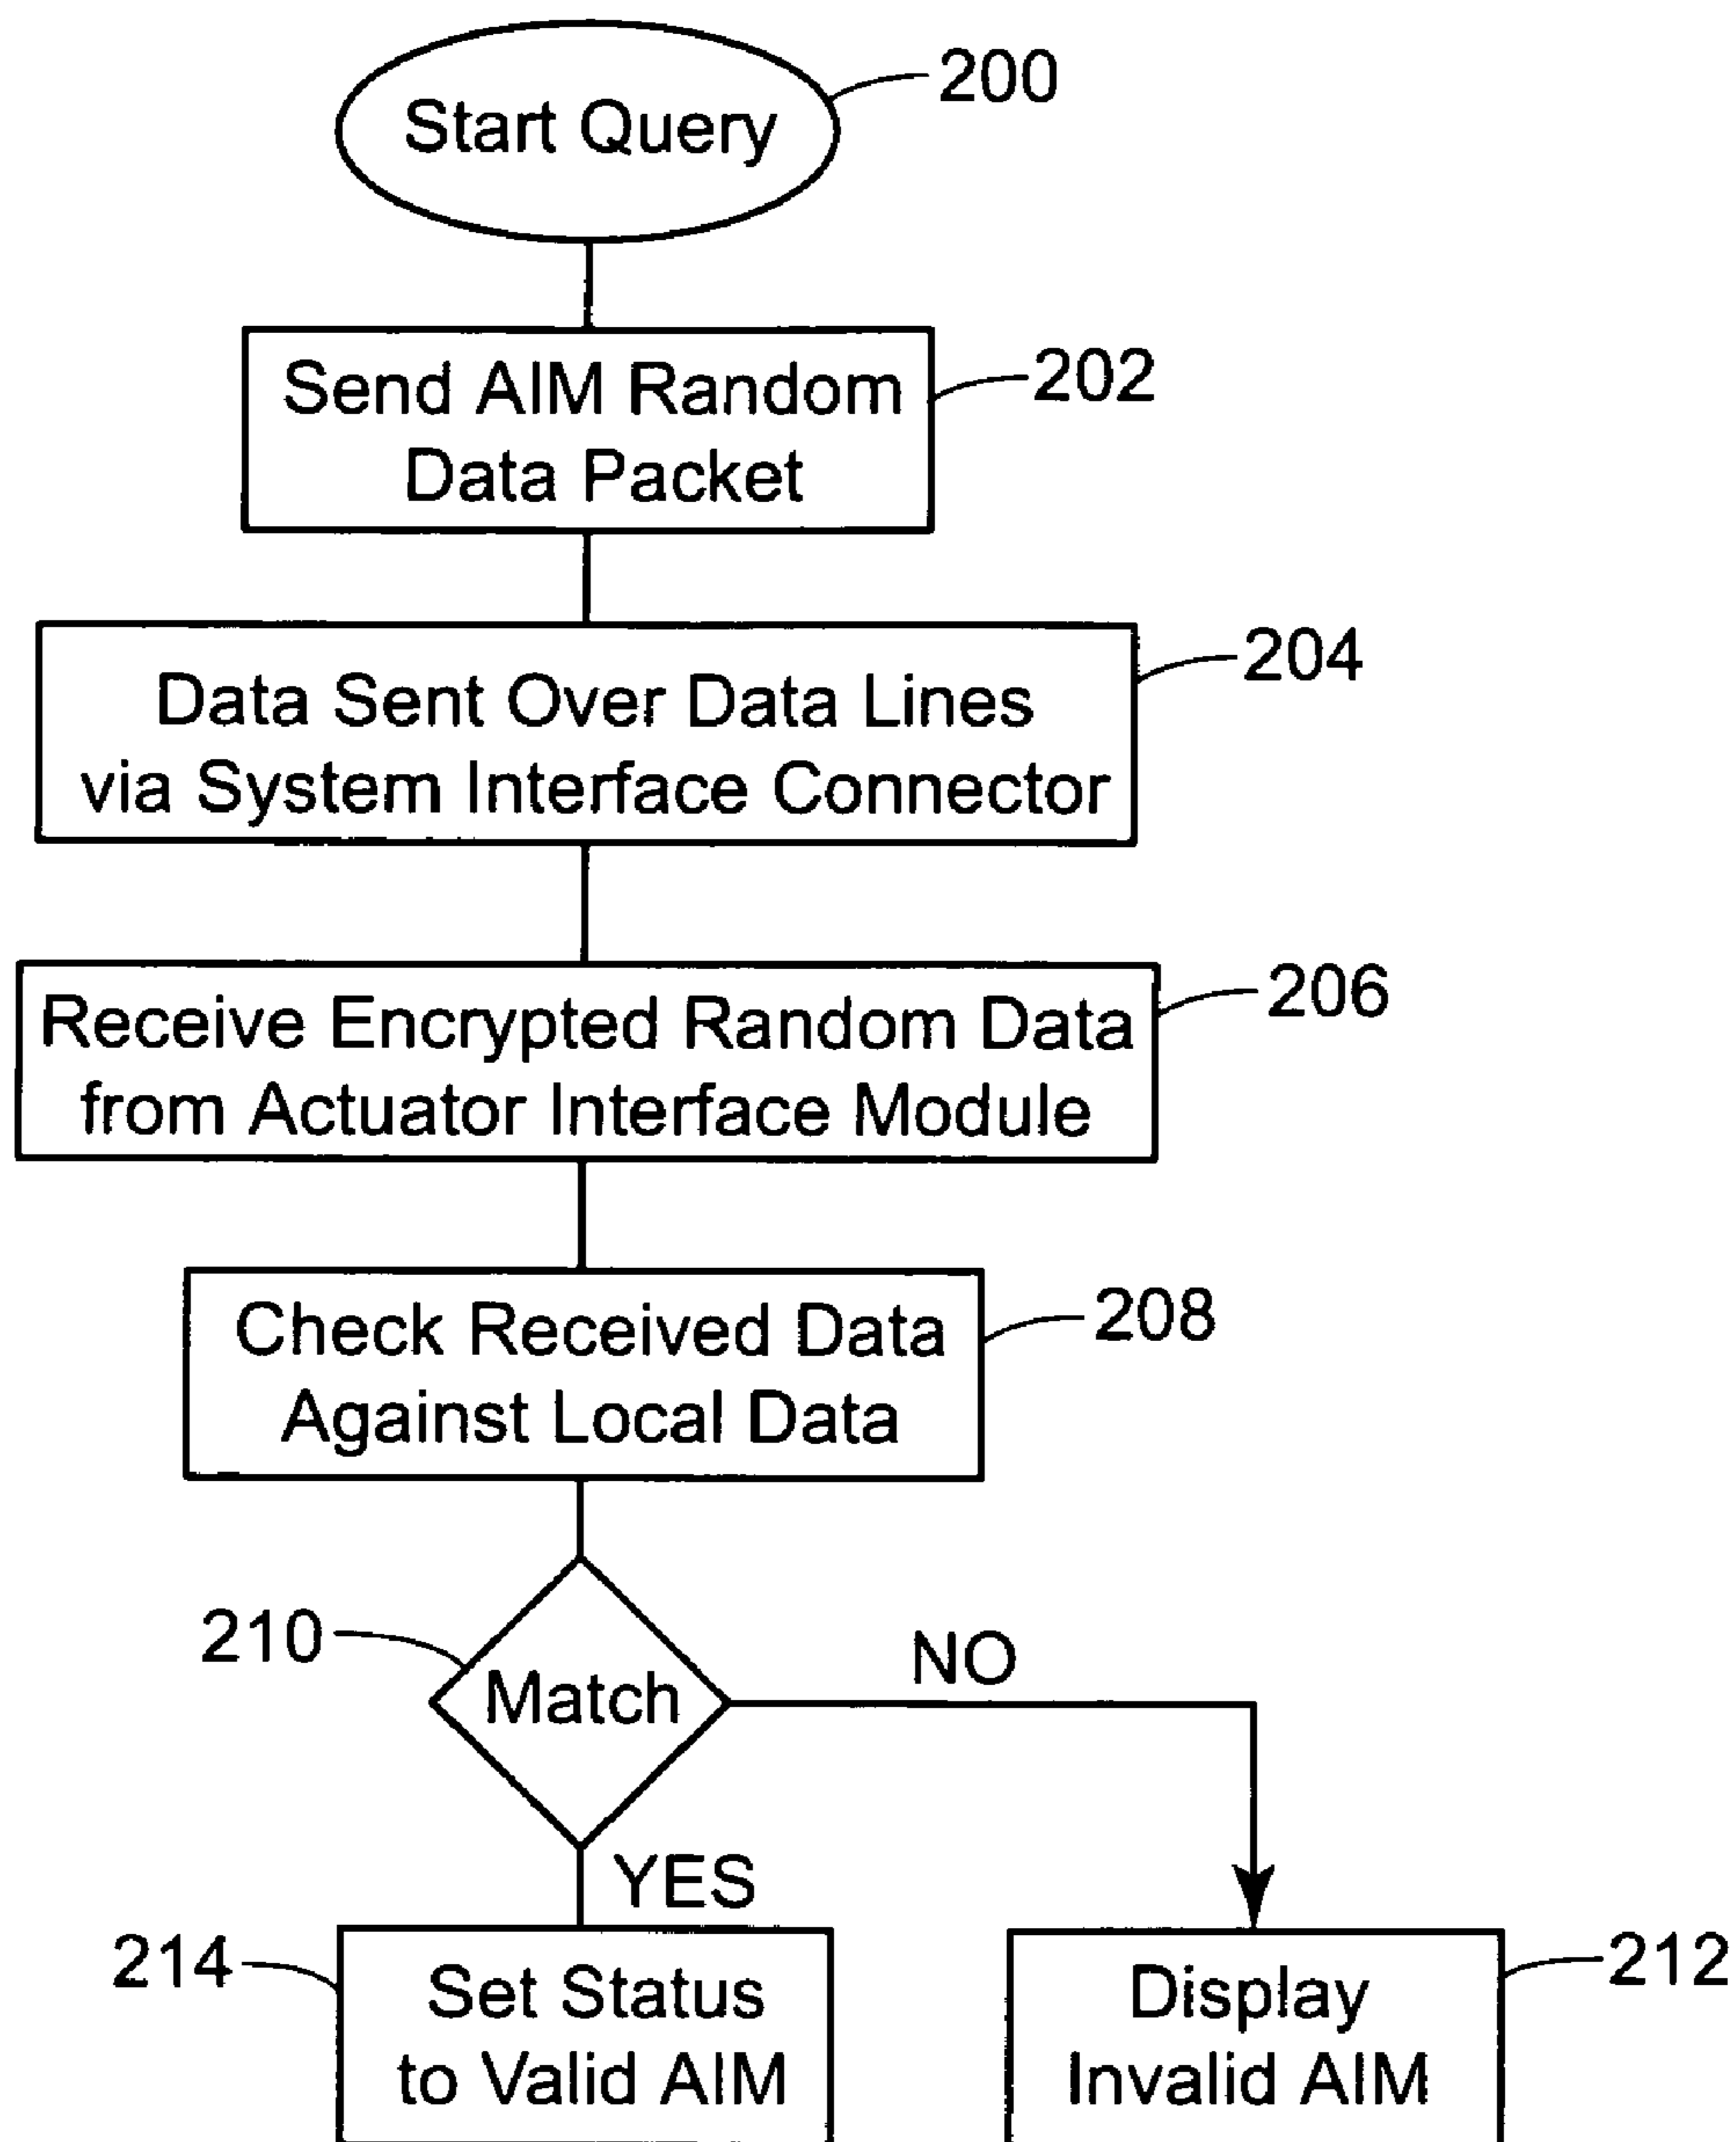 Start Query
200
Send AIM Random
Data Packet
202
Data Sent Over Data Lines
via System Interface Connector
204
Receive Encrypted Random Data
from Actuator Interface Module
206
Check Received Data
Against Local Data
208
210
Match
NO
YES
214
Set Status
to Valid AIM
Display
Invalid AIM
212